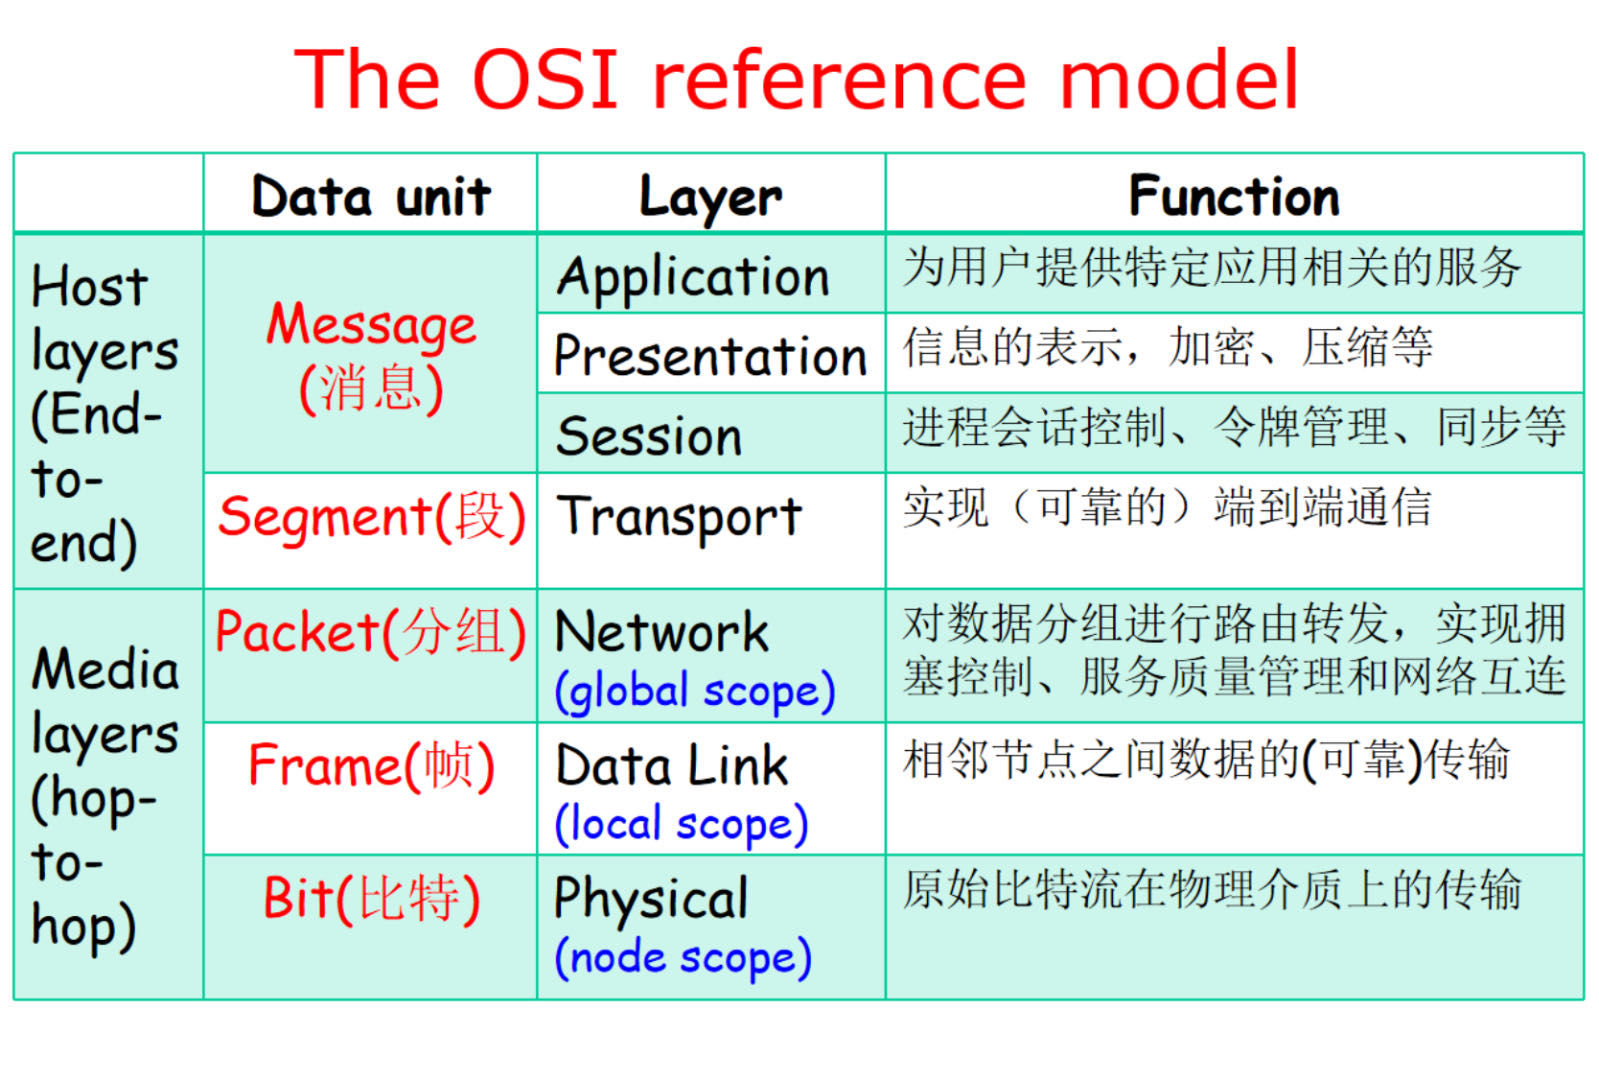 The OSI reference model
Data unit
Layer
Function
Host
layers
(End-
to-
end)
Message
(消息)
Application
为用户提供特定应用相关的服务
Presentation
信息的表示，加密、压缩等
Session
进程会话控制、令牌管理、同步等
Segment(段)
Transport
实现（可靠的）端到端通信
Media
layers
(hop-
to-
hop)
Packet(分组)
Network
(global scope)
对数据分组进行路由转发，实现拥
塞控制、服务质量管理和网络互连
Frame(帧)
Data Link
(local scope)
相邻节点之间数据的(可靠)传输
Bit(比特)
Physical
(node scope)
原始比特流在物理介质上的传输